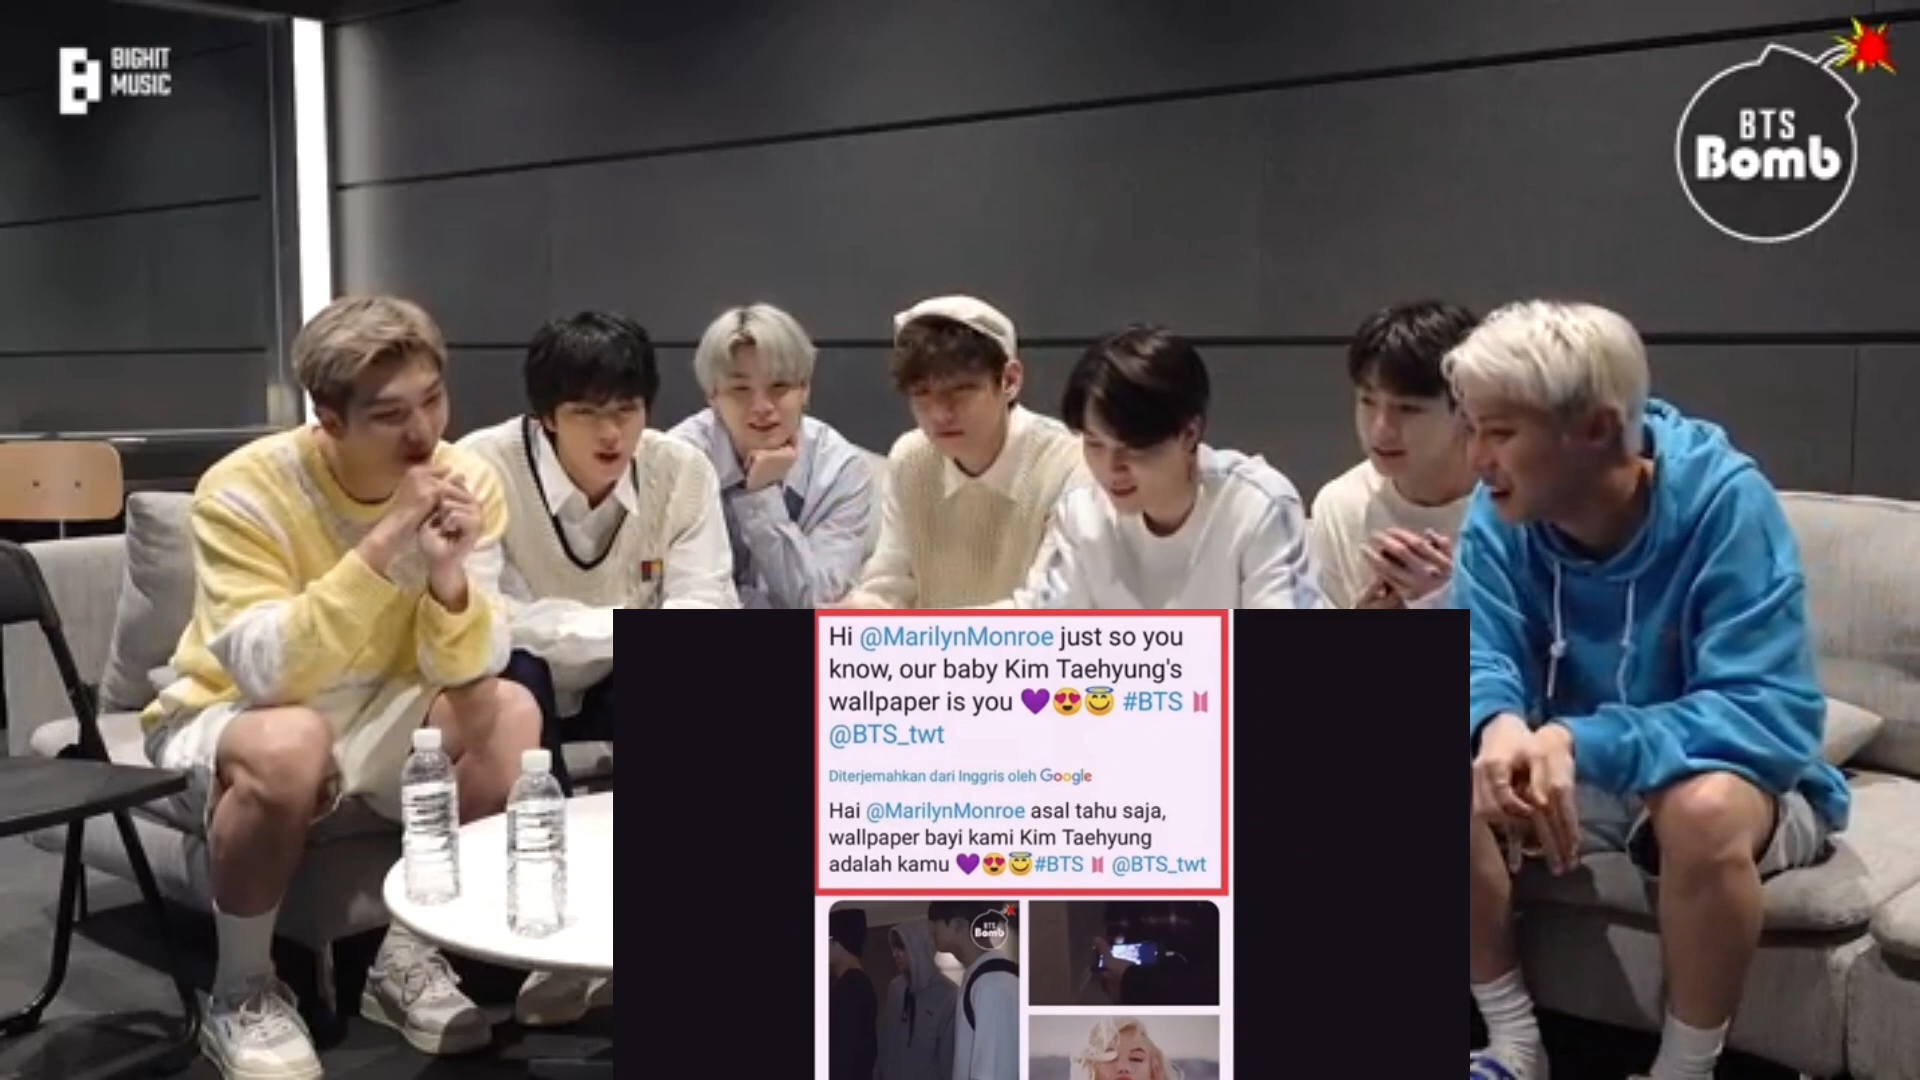 BIGHIT
MUSIC
BTS
Bomb
Hi @MarilynMonroe just so you
know, our baby Kim Taehyung's
wallpaper is you 💜😍😇 #BTS
@BTS_twt
Diterjemahkan dari Inggris oleh Google
Hai @MarilynMonroe asal tahu saja,
wallpaper bayi kami Kim Taehyung
adalah kamu 💜😍😇#BTS @BTS_twt
BTS
Bomb